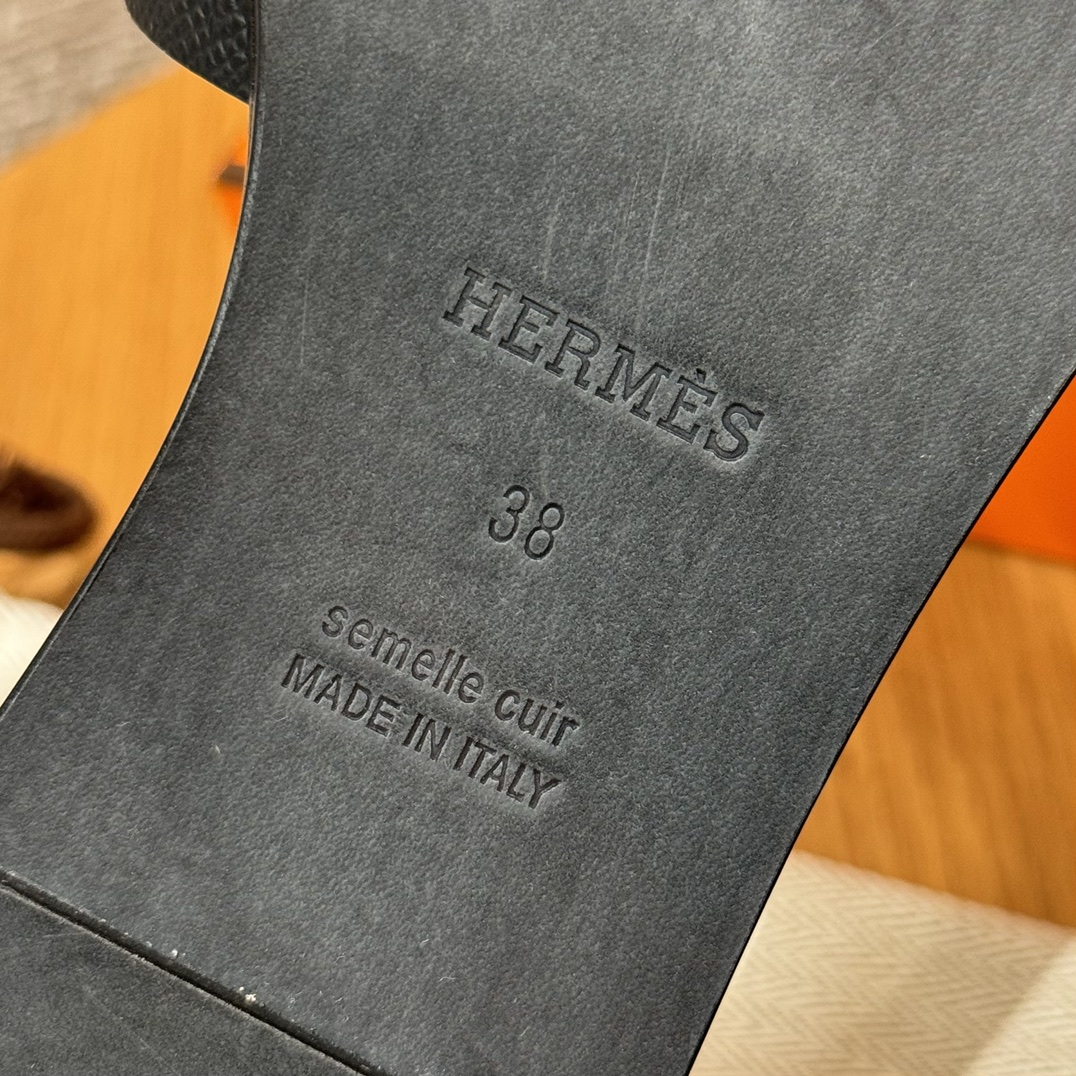 HERMÈS
38
semelle cuir
MADE IN ITALY